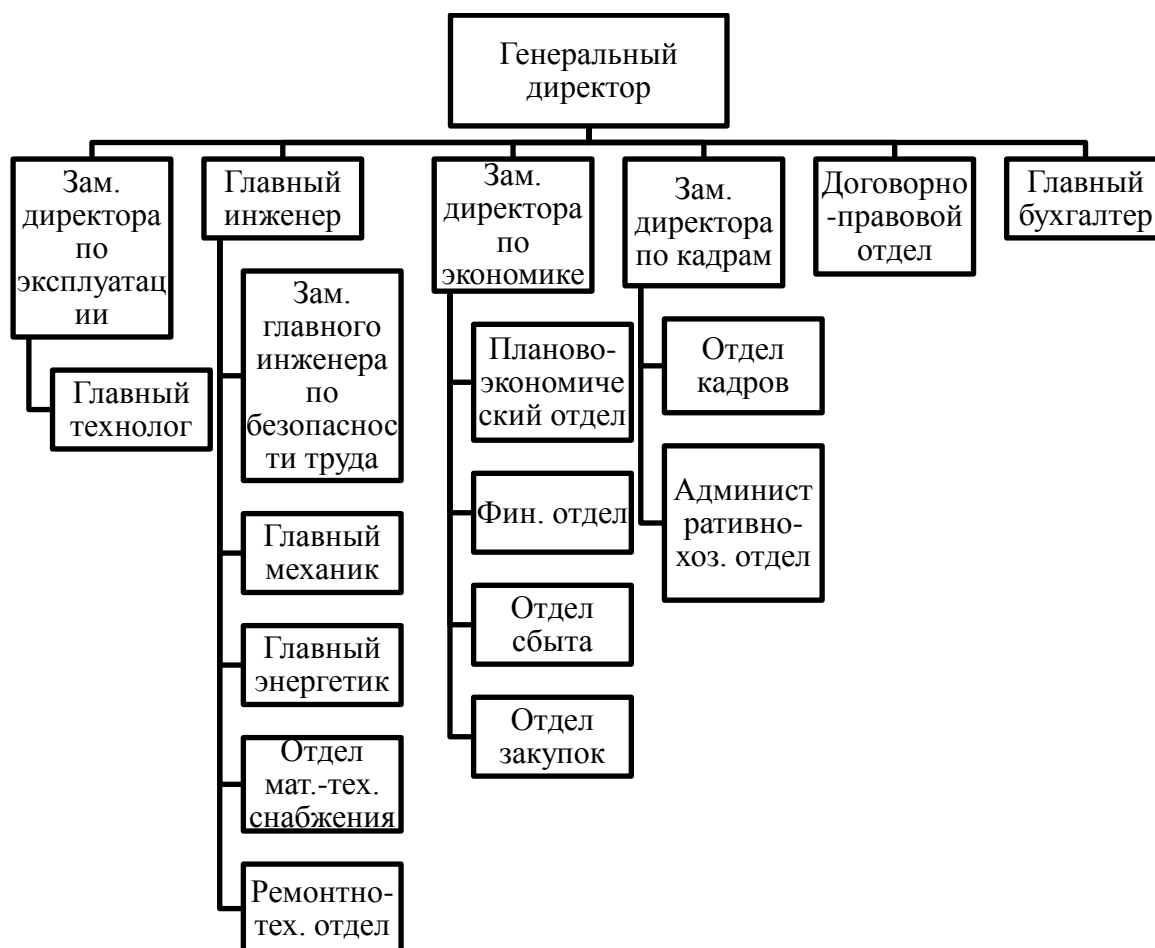 Генеральный
директор
Зам.
директора
по
эксплуатац
ии
Главный
технолог
Главный
инженер
Зам.
главного
инженера
по
безопаснос
ти труда
Главный
механик
Главный
энергетик
Отдел
мат.-тех.
снабжения
Ремонтно-
тех. отдел
Зам.
директора
по
экономике
Планово-
экономиче
ский отдел
Фин. отдел
Отдел
сбыта
Отдел
закупок
Зам.
директора
по кадрам
Отдел
кадров
Админист
ративно-
хоз. отдел
Договорно
-правовой
отдел
Главный
бухгалтер